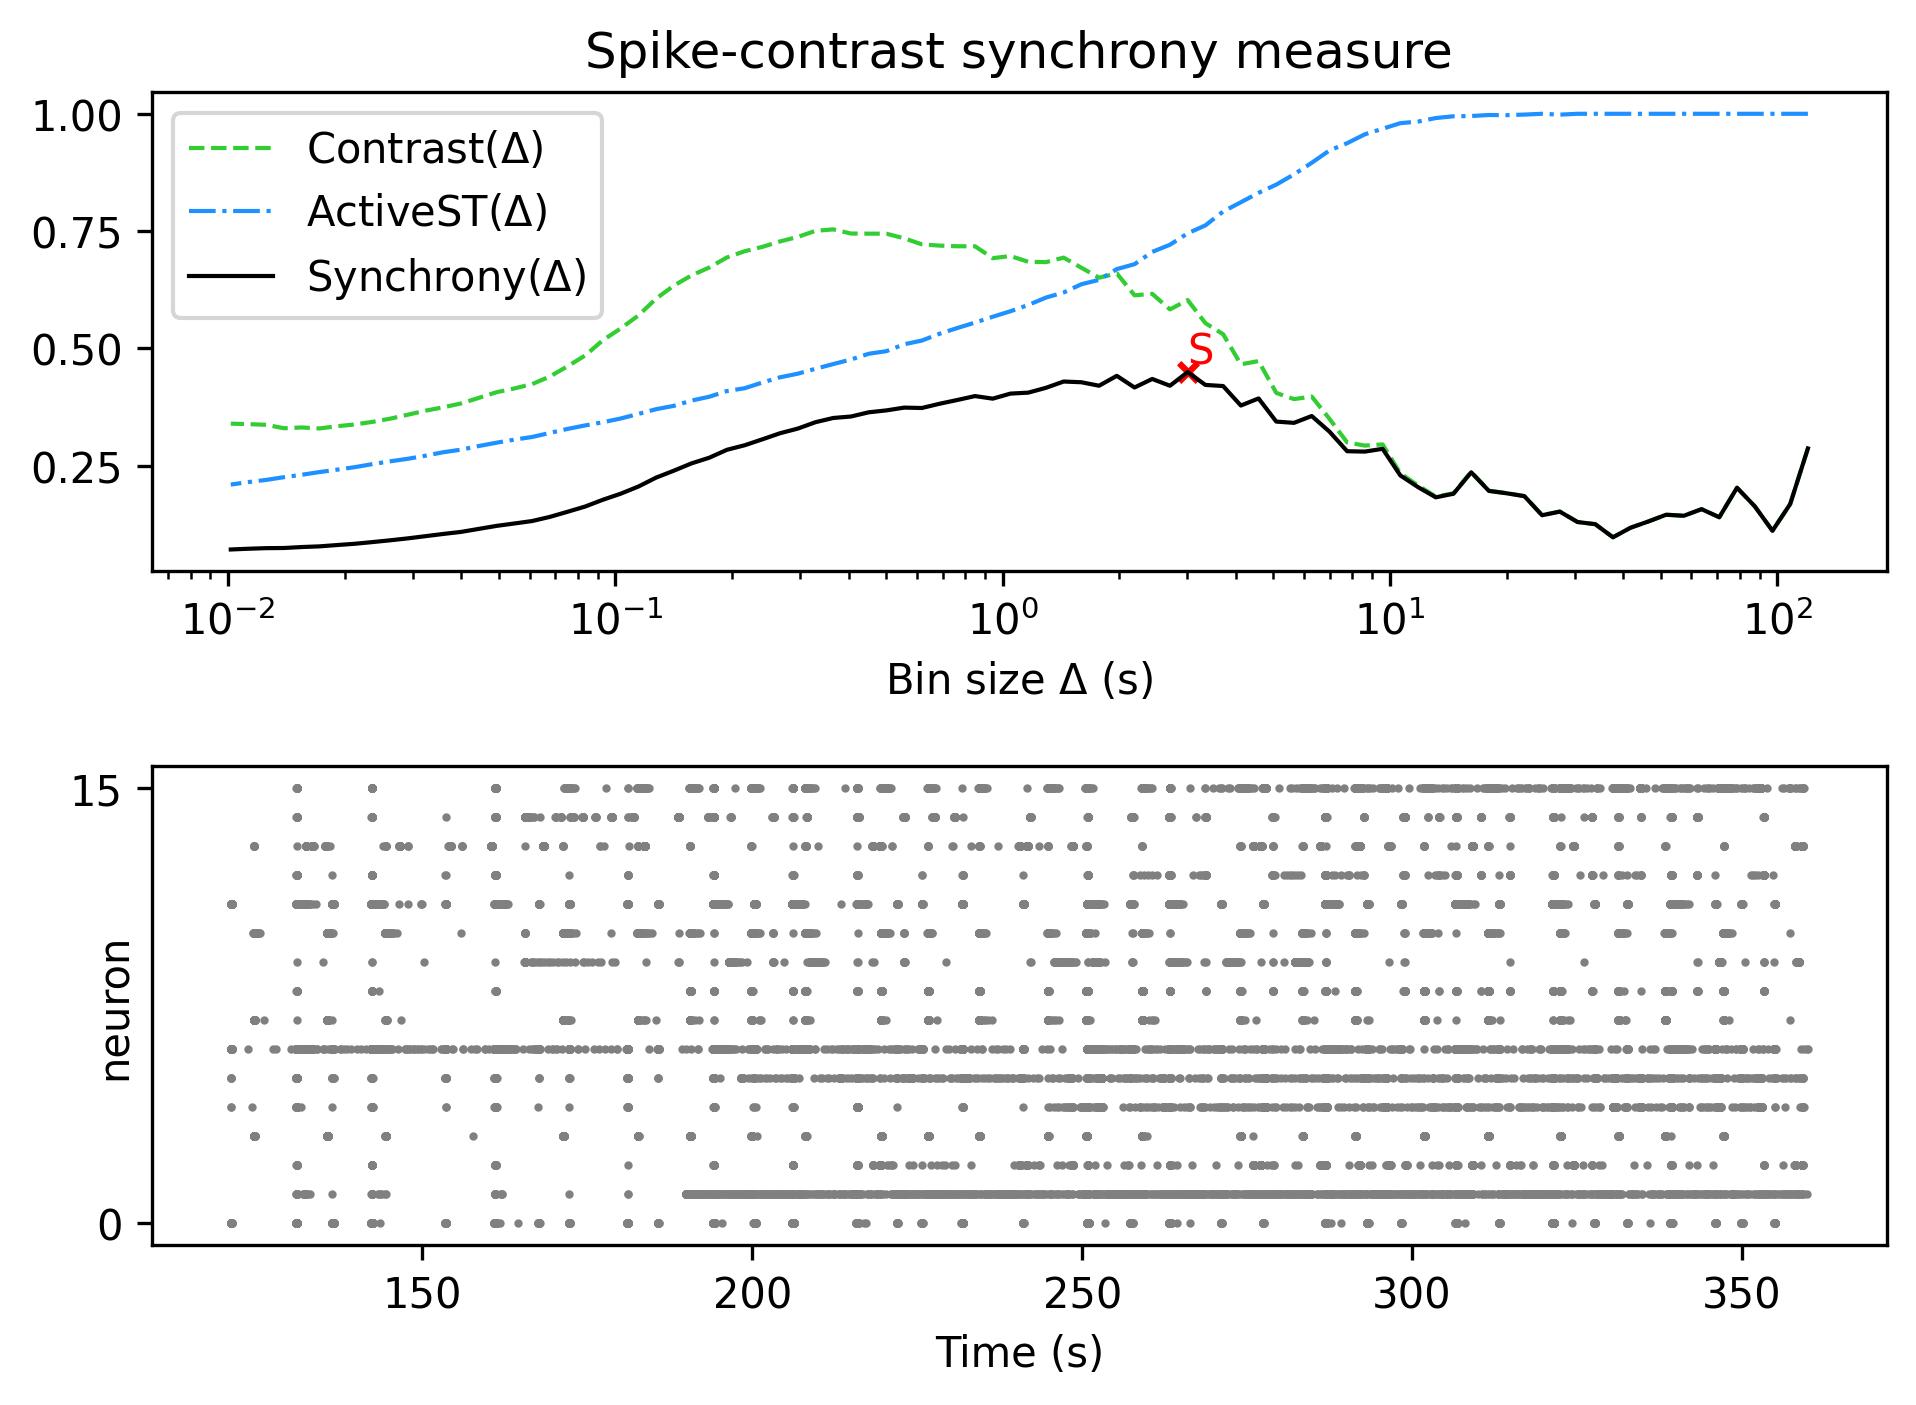 Spike-contrast synchrony measure
1.00
0.75
0.50
0.25
Contrast(Δ)
ActiveST(Δ)
Synchrony(Δ)
S
10⁻² 10⁻¹ 10⁰ 10¹ 10²
Bin size Δ (s)
15
0
neuron
150 200 250 300 350
Time (s)